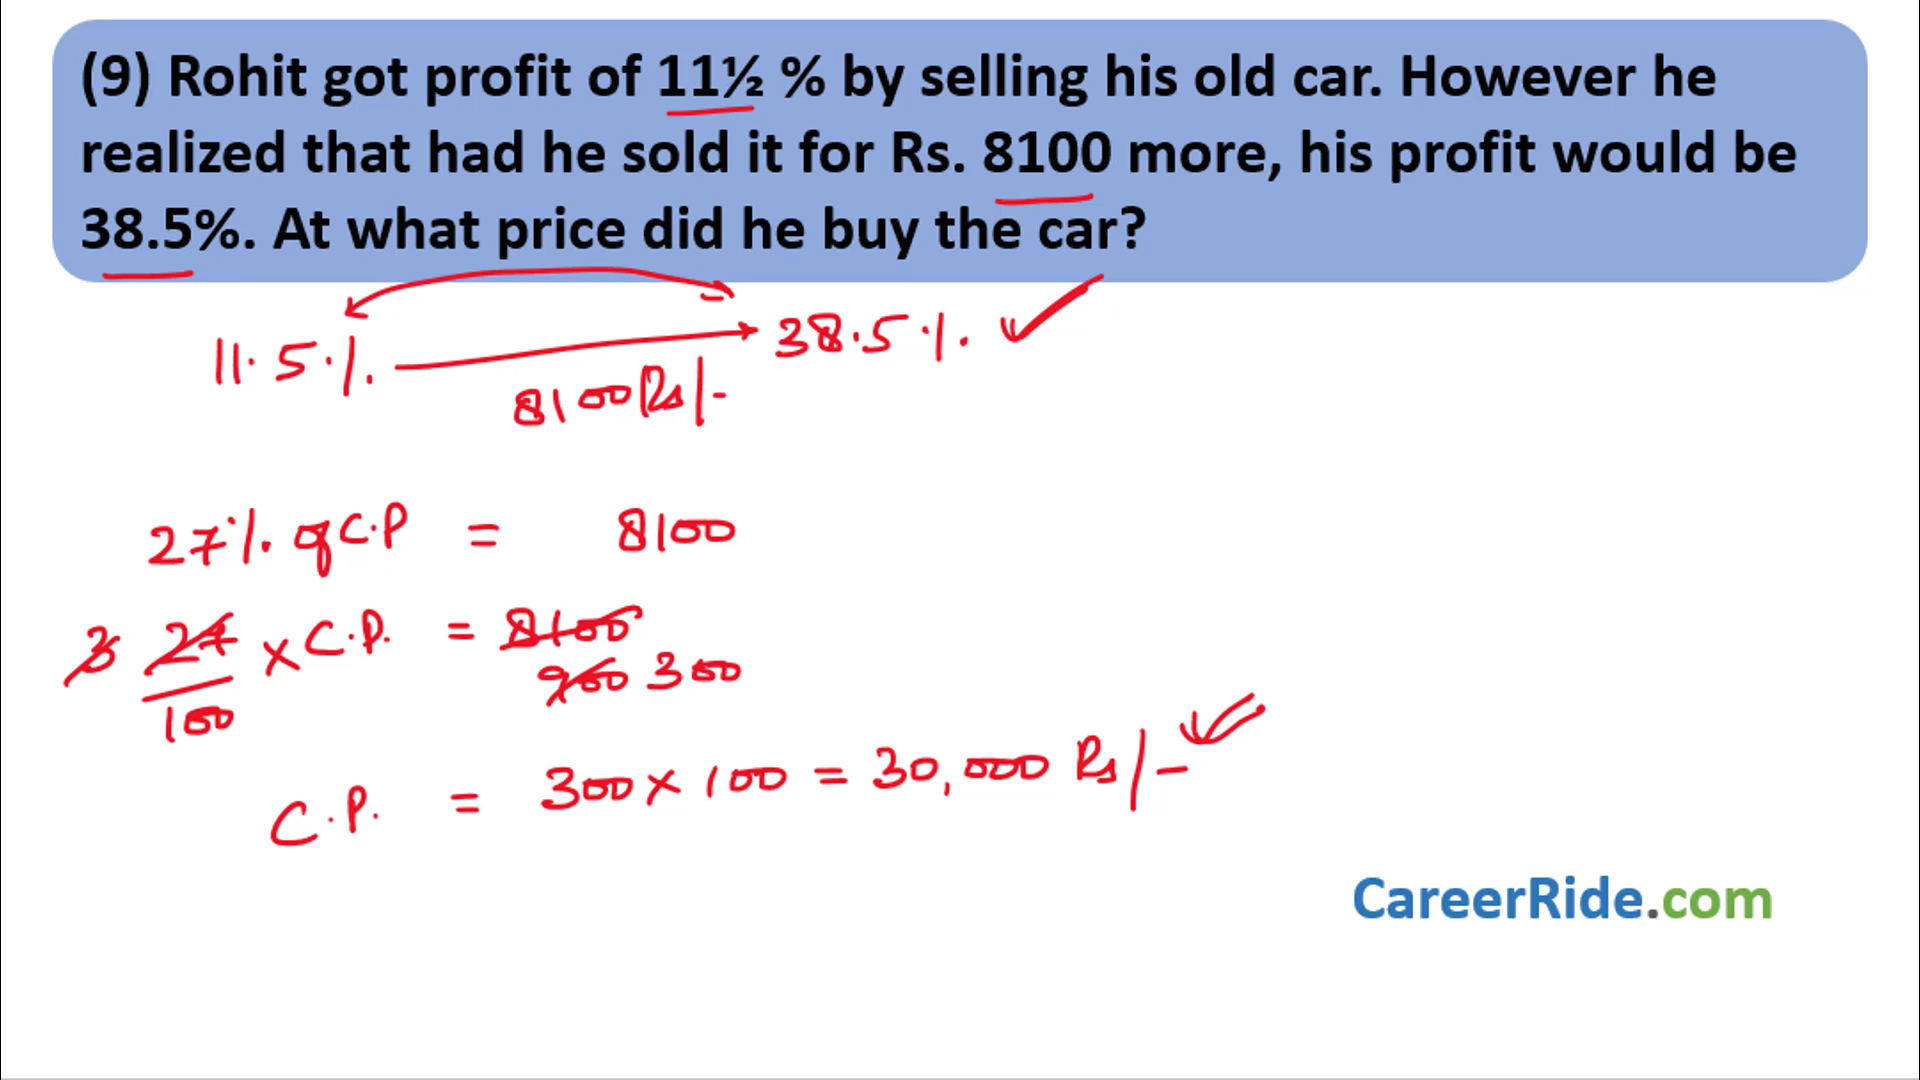 (9) Rohit got profit of 11½ % by selling his old car. However he
realized that had he sold it for Rs. 8100 more, his profit would be
38.5%. At what price did he buy the car?
11.5% 38.5%.
8100 Rs/-
27% of C.P = 8100
3 27/100 x C.P. = 8100
900 300
C.P. = 300 x 100 = 30,000 Rs/-
CareerRide.com